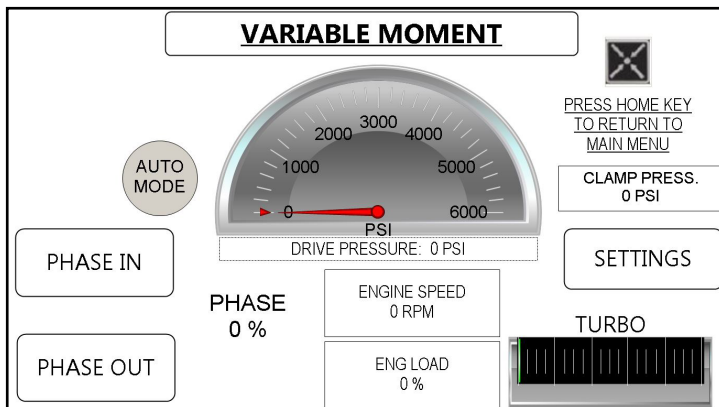 VARIABLE MOMENT
PRESS HOME KEY
TO RETURN TO
MAIN MENU
3000
2000
4000
1000
5000
0
6000
PSI
AUTO
MODE
CLAMP PRESS.
0 PSI
DRIVE PRESSURE: 0 PSI
PHASE IN
SETTINGS
PHASE
0 %
ENGINE SPEED
0 RPM
TURBO
PHASE OUT
ENG LOAD
0 %